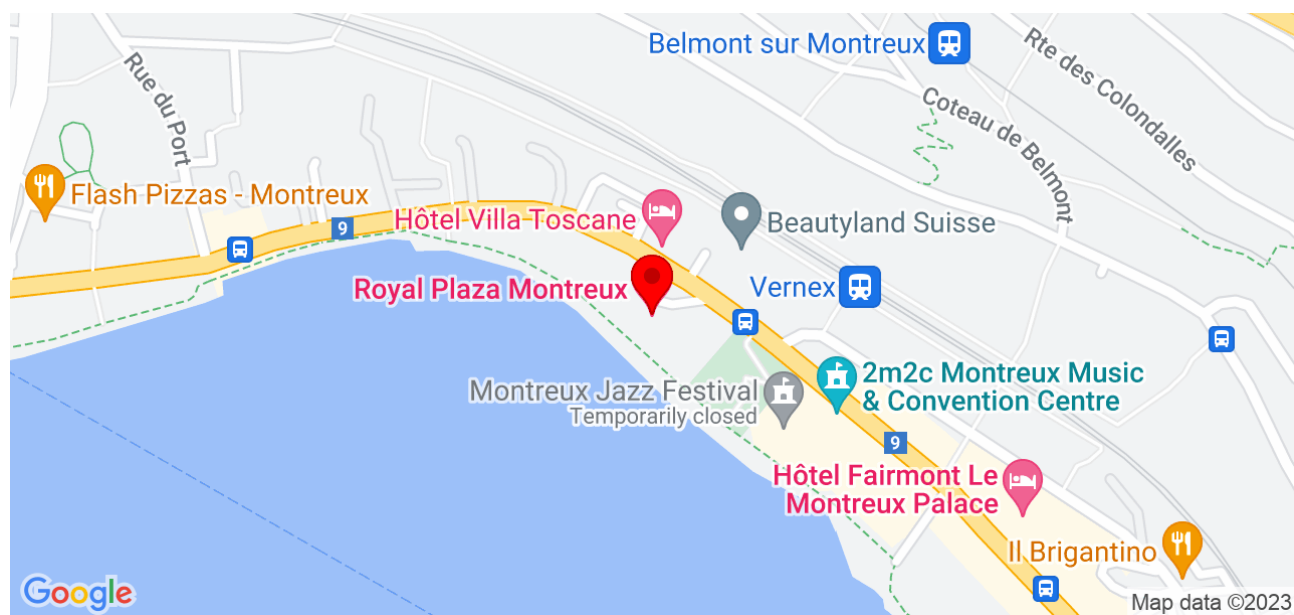 Belmont sur Montreux
Rte des Colondalles
Rue du Port
Coteau de Belmont
Flash Pizzas - Montreux
9
Hôtel Villa Toscane
Beautyland Suisse
Royal Plaza Montreux
Vernex
2m2c Montreux Music
& Convention Centre
Montreux Jazz Festival
Temporarily closed
9
Hôtel Fairmont Le
Montreux Palace
Il Brigantino
Google
Map data ©2023